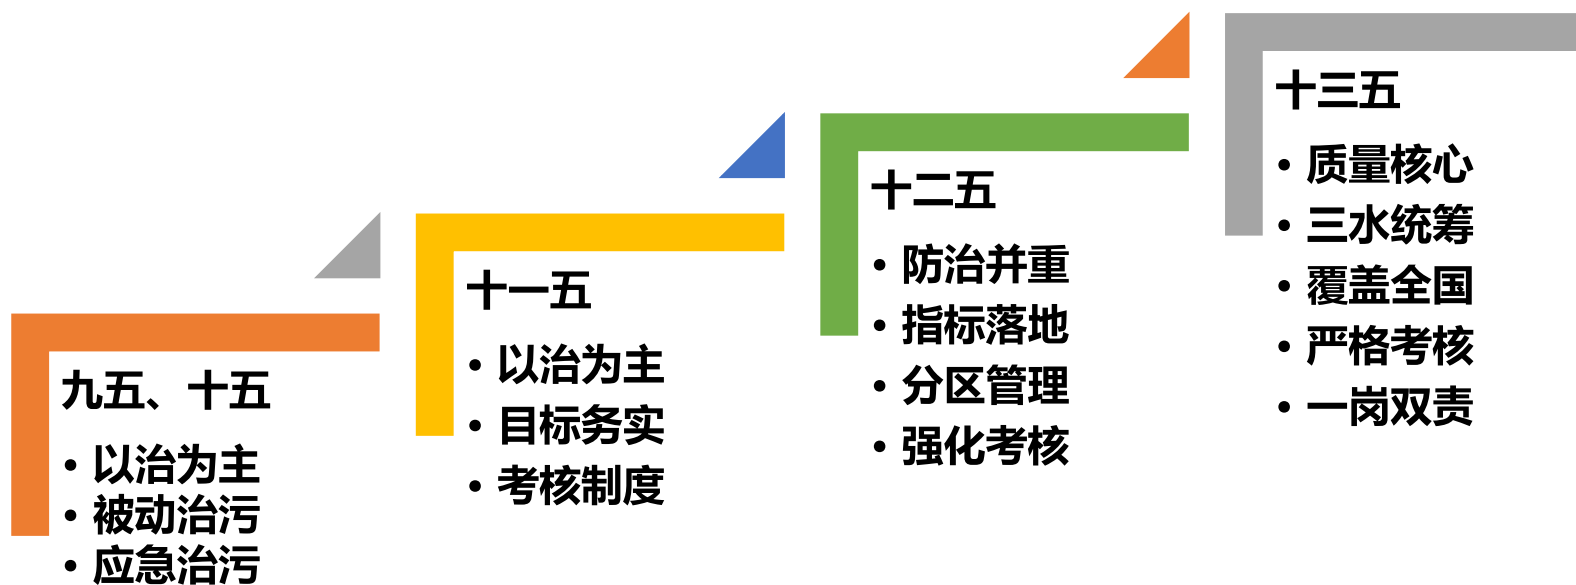 九五、十五
• 以治为主
• 被动治污
• 应急治污
十一五
• 以治为主
• 目标务实
• 考核制度
十二五
• 防治并重
• 指标落地
• 分区管理
• 强化考核
十三五
• 质量核心
• 三水统筹
• 覆盖全国
• 严格考核
• 一岗双责